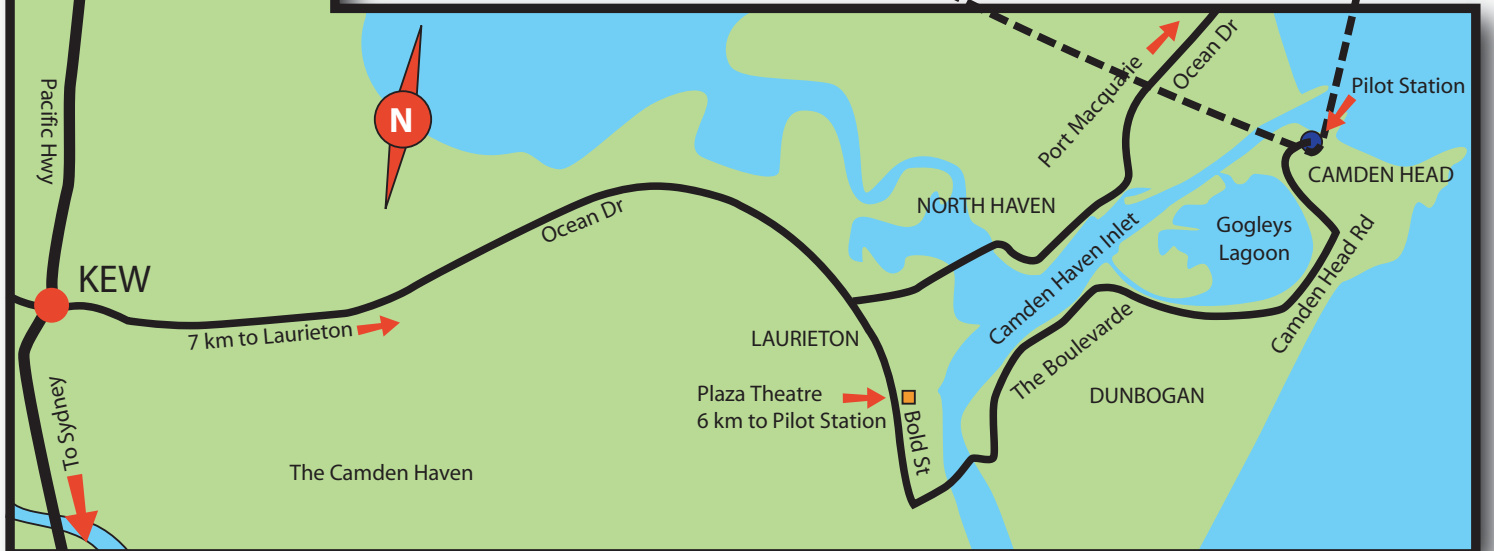 Pacific Hwy
N
Port Macquarie
Ocean Dr
Pilot Station
CAMDEN HEAD
NORTH HAVEN
Ocean Dr
Gogleys
Lagoon
Camden Haven Inlet
Camden Head Rd
KEW
7 km to Laurieton
LAURIETON
The Boulevarde
DUNBOGAN
Plaza Theatre
6 km to Pilot Station
Bold St
To Sydney
The Camden Haven